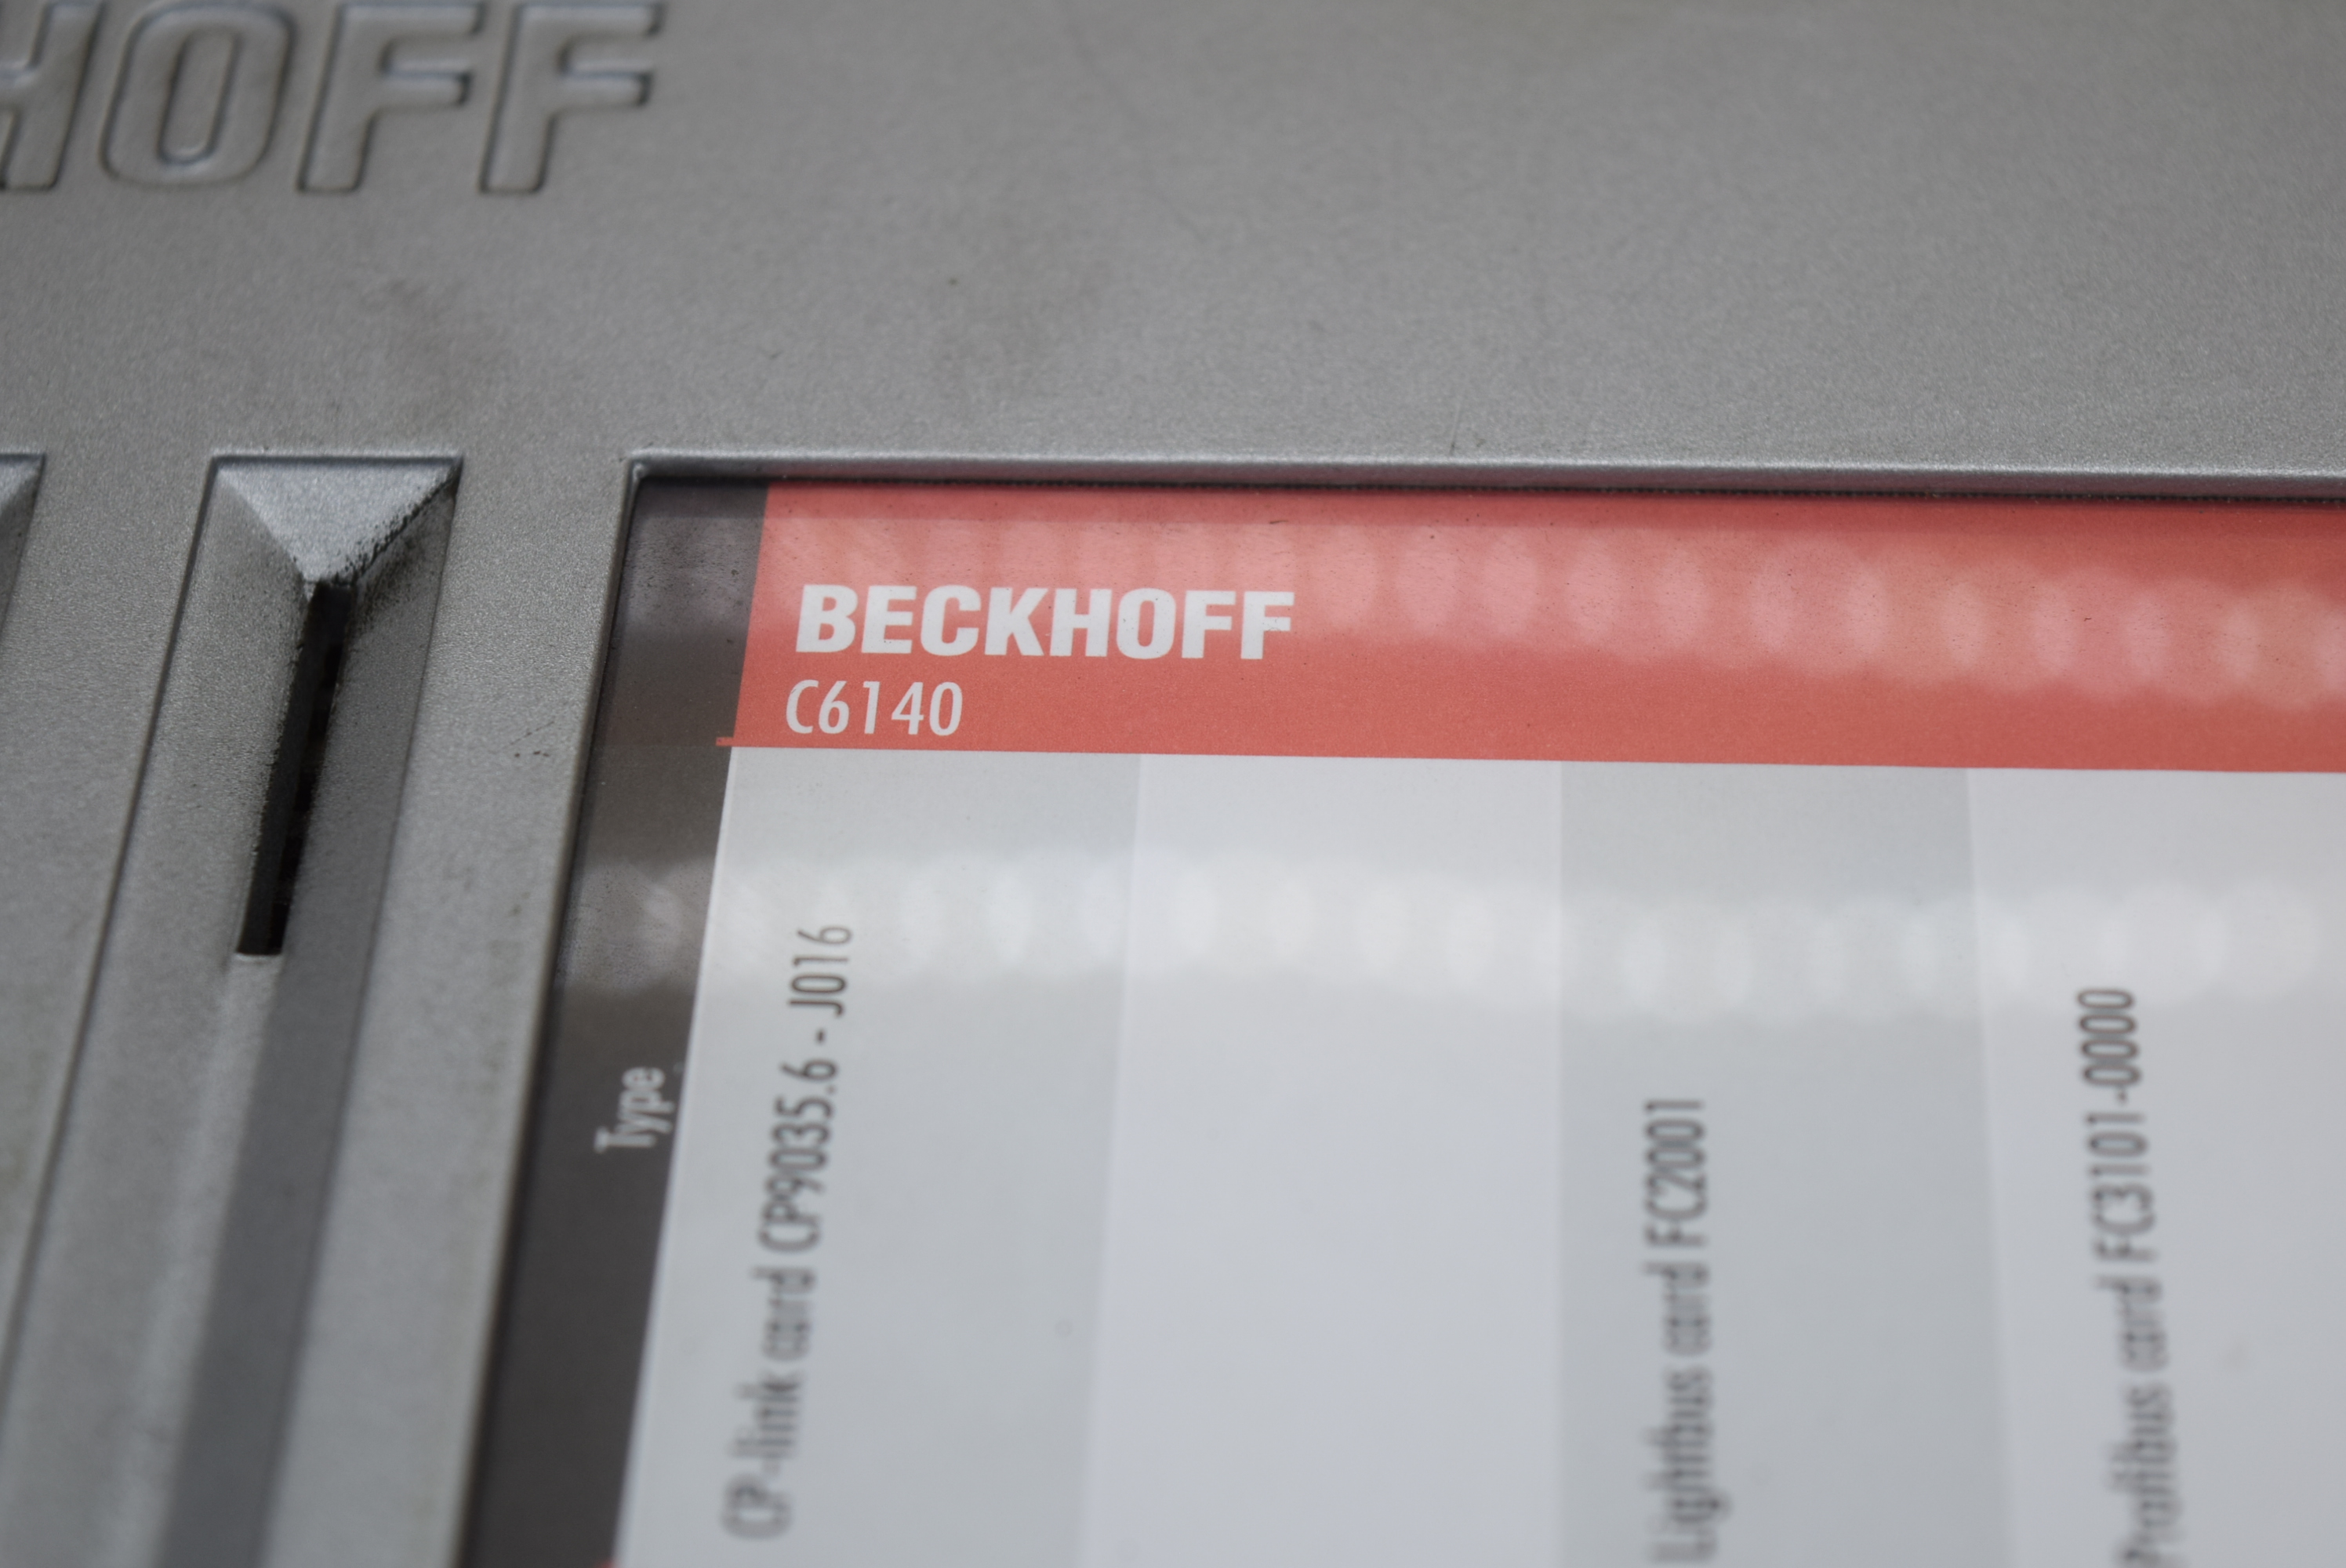 HOFF
BECKHOFF
C6140
Type
CP-link card CP9035.6 - J016
Lightbus card FC2001
Profibus card FC3101-0000